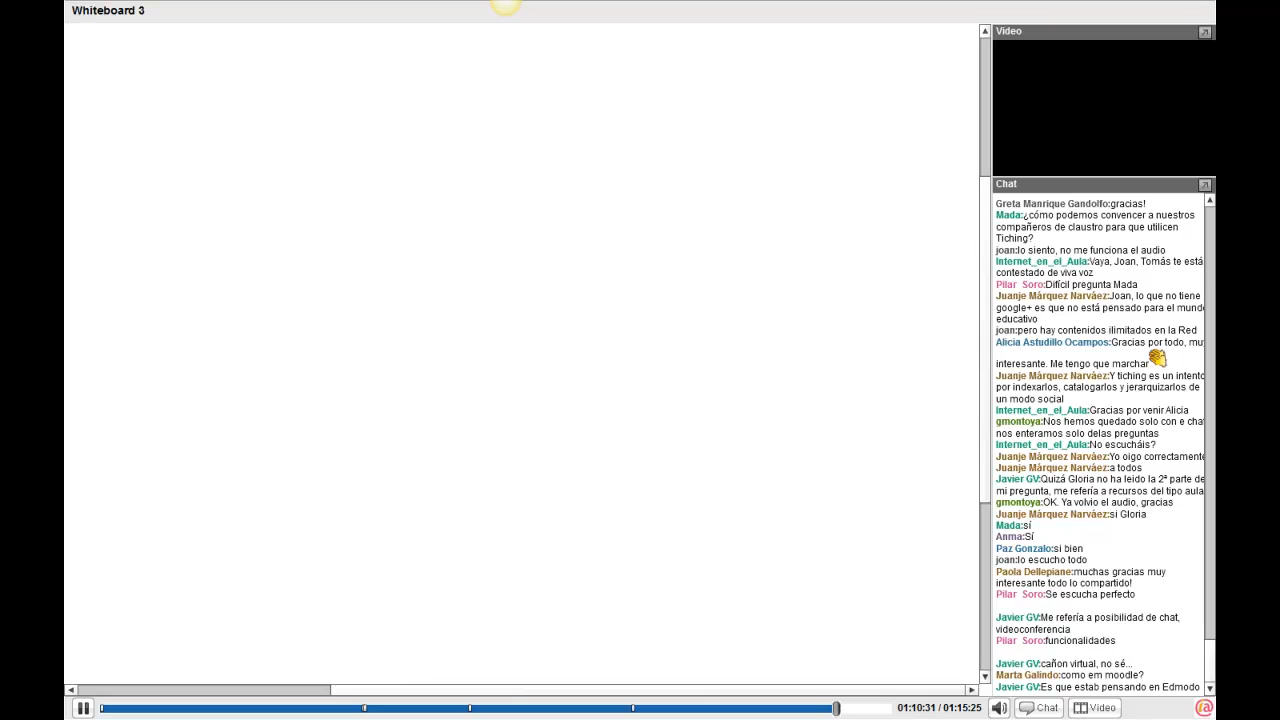 Whiteboard 3
Video
Chat
Greta Manrique Gandolfo:gracias!
Mada:¿cómo podemos convencer a nuestros
compañeros de claustro para que utilicen
Tiching?
joan:lo siento, no me funciona el audio
Internet_en_el_Aula:Vaya, Joan, Tomás te está
contestado de viva voz
Pilar Soro:Difícil pregunta Mada
Juanje Márquez Narváez:Joan, lo que no tiene
google+ es que no está pensado para el mund
educativo
joan:pero hay contenidos ilimitados en la Red
Alicia Astudillo Ocampos:Gracias por todo, mu
interesante. Me tengo que marchar
Juanje Márquez Narváez:Y tiching es un intento
por indexarlos, catalogarlos y jerarquizarlos de
un modo social
Internet_en_el_Aula:Gracias por venir Alicia
gmontoya:Nos hemos quedado solo con e cha
nos enteramos solo delas preguntas
Internet_en_el_Aula:No escucháis?
Juanje Márquez Narváez:Yo oigo correctamente
Juanje Márquez Narváez:a todos
Javier GV:Quizá Gloria no ha leido la 2ª parte de
mi pregunta, me refería a recursos del tipo aula
gmontoya:OK. Ya volvio el audio, gracias
Juanje Márquez Narváez:si Gloria
Mada:sí
Anma:Sí
Paz Gonzalo:si bien
joan:lo escucho todo
Paola Dellepiane:muchas gracias muy
interesante todo lo compartido!
Pilar Soro:Se escucha perfecto
Javier GV:Me refería a posibilidad de chat,
videoconferencia
Pilar Soro:funcionalidades
Javier GV:cañon virtual, no sé...
Marta Galindo:como em moodle?
Javier GV:Es que estab pensando en Edmodo
01:10:31 / 01:15:25
Chat
Video